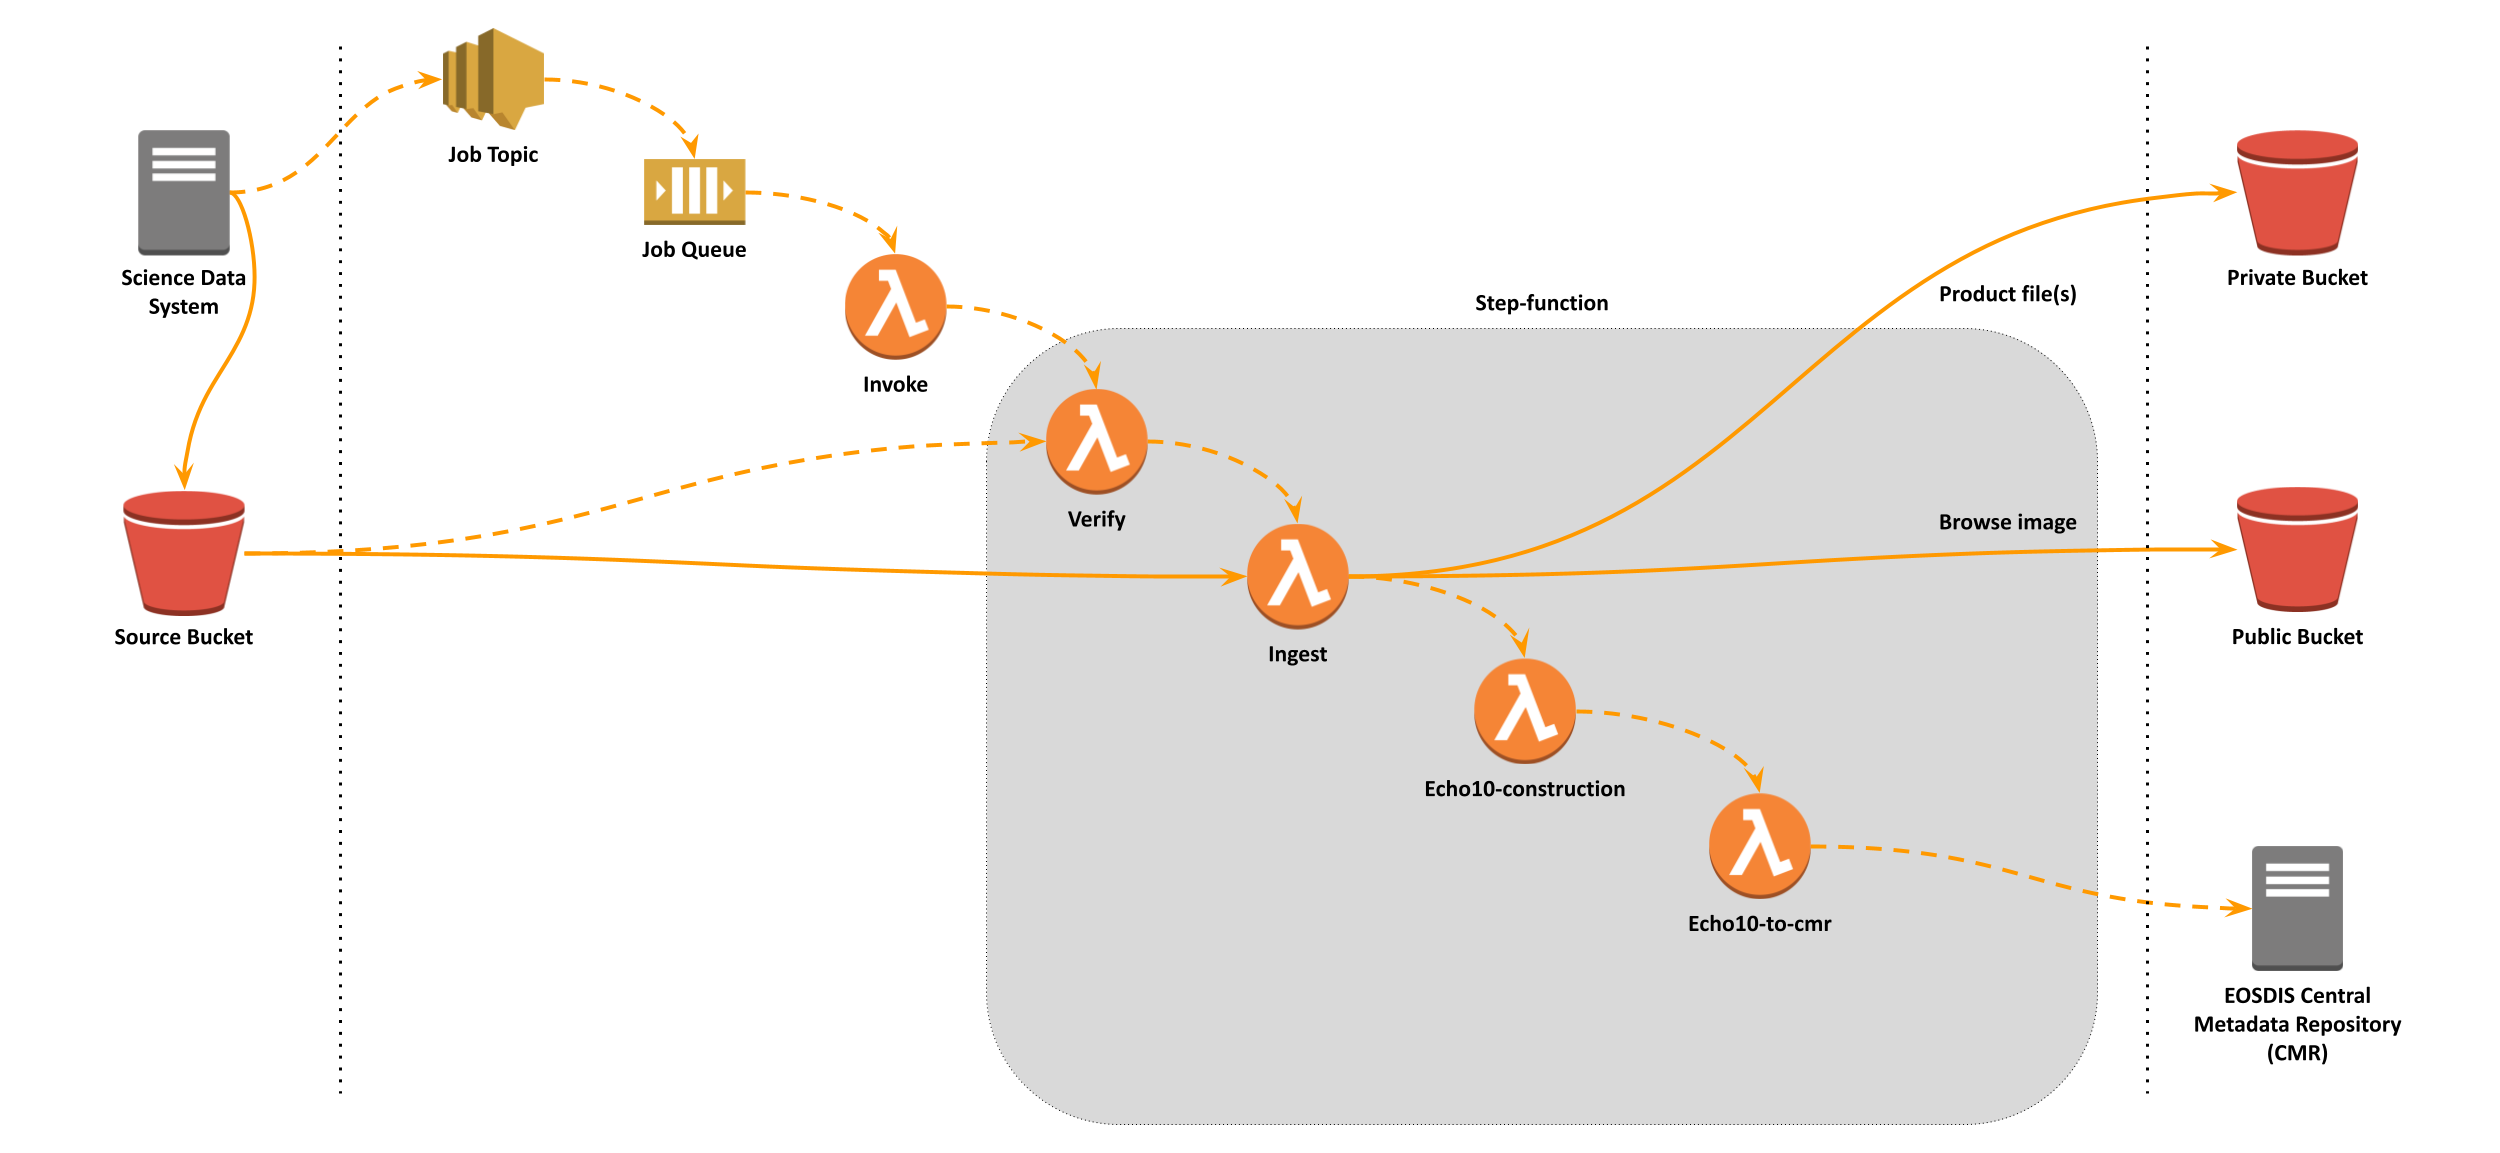 Job Topic
Job Queue
Science Data
System
Private Bucket
Product file(s)
Step-function
Invoke
Verify
Browse image
Source Bucket
Public Bucket
Ingest
Echo10-construction
Echo10-to-cmr
EOSDIS Central
Metadata Repository
(CMR)